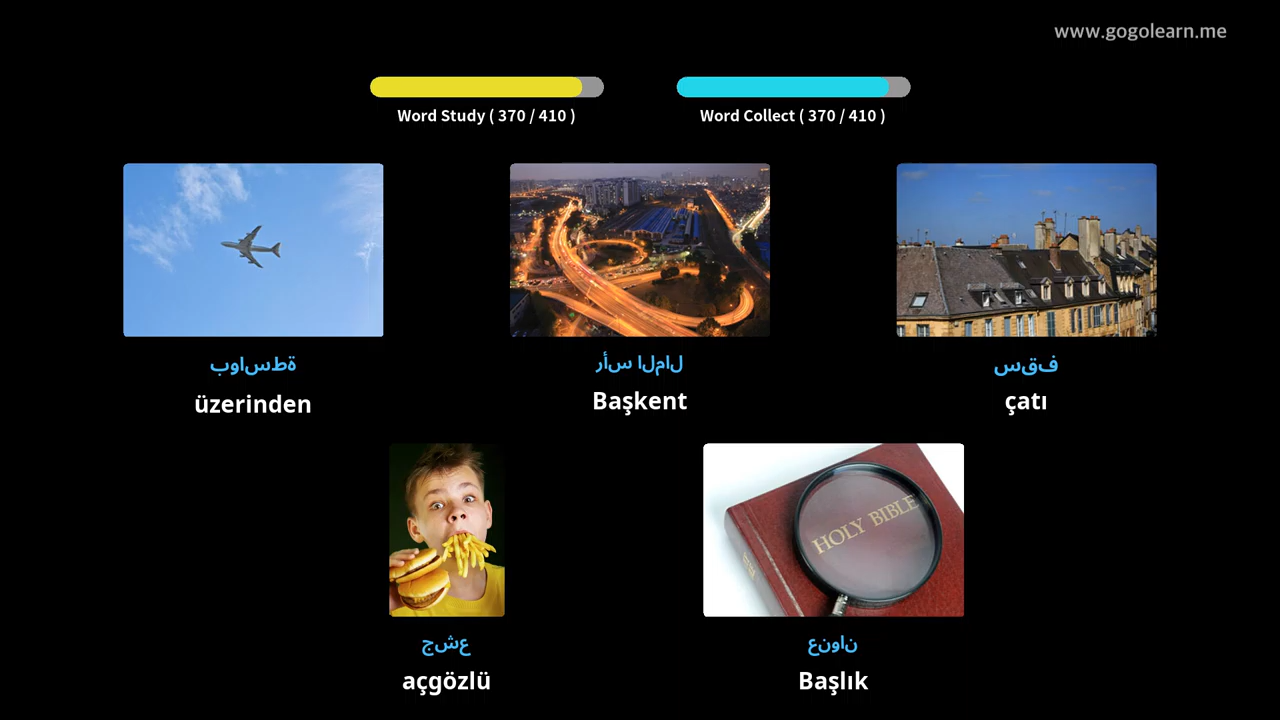 www.gogolearn.me
Word Study ( 370 / 410 )
Word Collect ( 370 / 410 )
بواسطة
رأس المال
سقف
üzerinden
Başkent
çatı
HOLY BIBLE
جشع
عنوان
açgözlü
Başlık